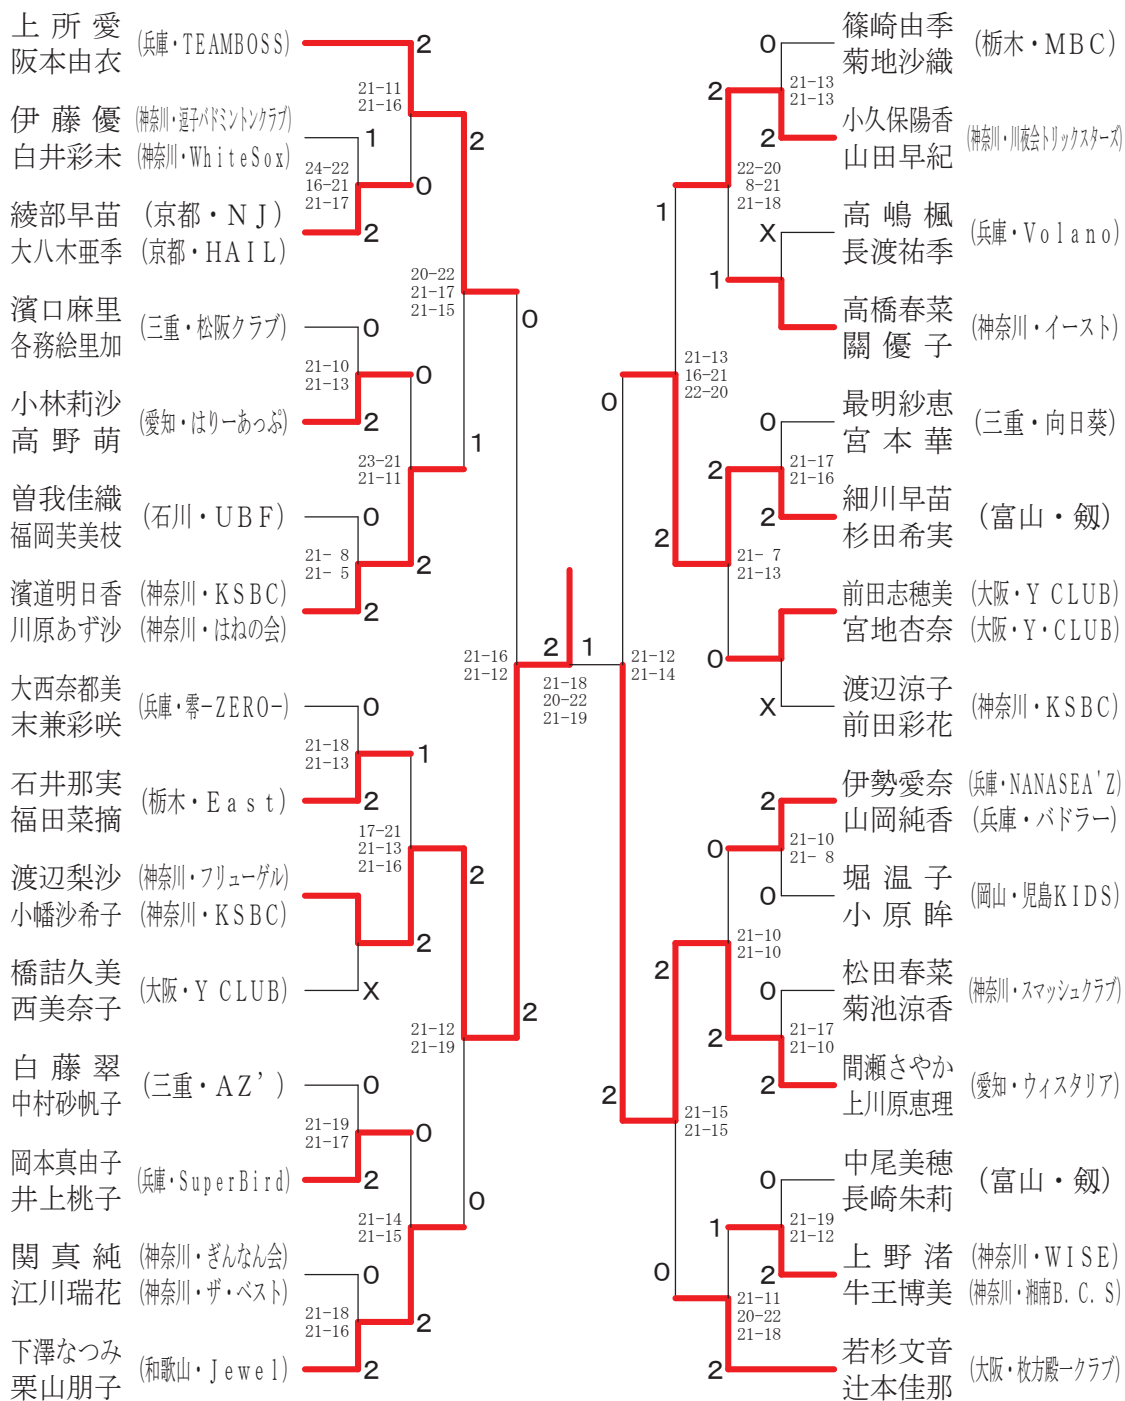 上所愛 (兵庫・TEAMBOSS)
阪本由衣
2
21-11
21-16
伊藤優 (神奈川・逗子バドミントンクラブ)
白井彩未 (神奈川・WhiteSox)
1
2
24-22
16-21
21-17
0
綾部早苗 (京都・NJ)
大八木亜季 (京都・HAIL)
2
20-22
21-17
21-15
0
濱口麻里 (三重・松阪クラブ)
各務絵里加
0
21-10
21-13
0
小林莉沙 (愛知・はりーあっぷ)
高野萌
2
1
23-21
21-11
曽我佳織 (石川・UBF)
福岡芙美枝
0
21- 8
21- 5
2
濱道明日香 (神奈川・KSBC)
川原あず沙 (神奈川・はねの会)
2
21-16
21-12
大西奈都美 (兵庫・零-ZERO-)
末兼彩咲
0
21-18
21-13
1
石井那実 (栃木・East)
福田菜摘
2
17-21
21-13
21-16
2
渡辺梨沙 (神奈川・フリューゲル)
小幡沙希子 (神奈川・KSBC)
2
橋詰久美 (大阪・Y CLUB)
西美奈子
X
2
21-12
21-19
白藤翠 (三重・AZ')
中村砂帆子
0
21-19
21-17
0
岡本真由子 (兵庫・SuperBird)
井上桃子
2
0
21-14
21-15
関真純 (神奈川・ぎんなん会)
江川瑞花 (神奈川・ザ・ベスト)
0
21-18
21-16
2
下澤なつみ (和歌山・Jewel)
栗山朋子
2
2 1
21-18
20-22
21-19
篠崎由季 (栃木・MBC)
菊地沙織
0
2
21-13
21-13
小久保陽香 (神奈川・川夜会トリックスターズ)
山田早紀
2
22-20
8-21
21-18
1
高嶋楓 (兵庫・Volano)
長渡祐季
X
1
高橋春菜 (神奈川・イースト)
關優子
21-13
16-21
22-20
0
最明紗恵 (三重・向日葵)
宮本華
0
2
21-17
21-16
細川早苗 (富山・剱)
杉田希実
2
2
21- 7
21-13
前田志穂美 (大阪・Y CLUB)
宮地杏奈 (大阪・Y・CLUB)
0
21-12
21-14
渡辺涼子 (神奈川・KSBC)
前田彩花
X
伊勢愛奈 (兵庫・NANASEA'Z)
山岡純香 (兵庫・バドラー)
2
0
21-10
21- 8
堀温子 (岡山・児島KIDS)
小原眸
0
21-10
21-10
2
松田春菜 (神奈川・スマッシュクラブ)
菊池涼香
0
2
21-17
21-10
間瀬さやか (愛知・ウィスタリア)
上川原恵理
2
2
21-15
21-15
中尾美穂 (富山・剱)
長崎朱莉
0
1
21-19
21-12
上野渚 (神奈川・WISE)
牛王博美 (神奈川・湘南B.C.S)
2
0
21-11
20-22
21-18
若杉文音 (大阪・枚方殿一クラブ)
辻本佳那
2